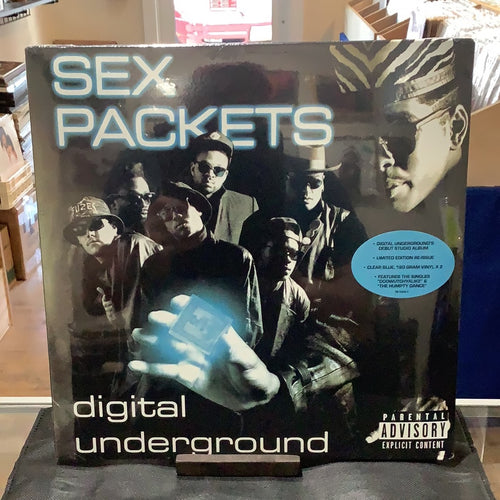 SEX
PACKETS
• DIGITAL UNDERGROUND'S
DEBUT STUDIO ALBUM
• LIMITED EDITION RE-ISSUE
• CLEAR BLUE, 180 GRAM VINYL X 2
• FEATURES THE SINGLES
"DOOWUTCHYALIKE" &
"THE HUMPTY DANCE"
digital
underground
PARENTAL
ADVISORY
EXPLICIT CONTENT